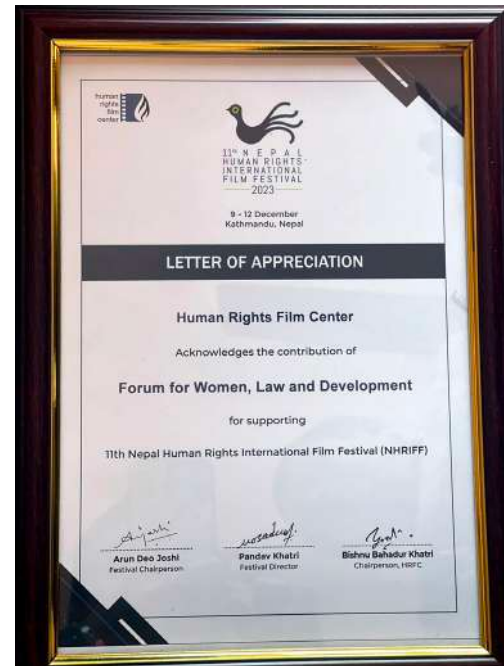 human
rights
film
center
11th NEPAL
HUMAN RIGHTS
INTERNATIONAL
FILM FESTIVAL
2023
9 - 12 December
Kathmandu, Nepal
LETTER OF APPRECIATION
Human Rights Film Center
Acknowledges the contribution of
Forum for Women, Law and Development
for supporting
11th Nepal Human Rights International Film Festival (NHRIFF)
Arun Deo Joshi
Festival Chairperson
Pandev Khatri
Festival Director
Bishnu Bahadur Khatri
Chairperson, HRFC